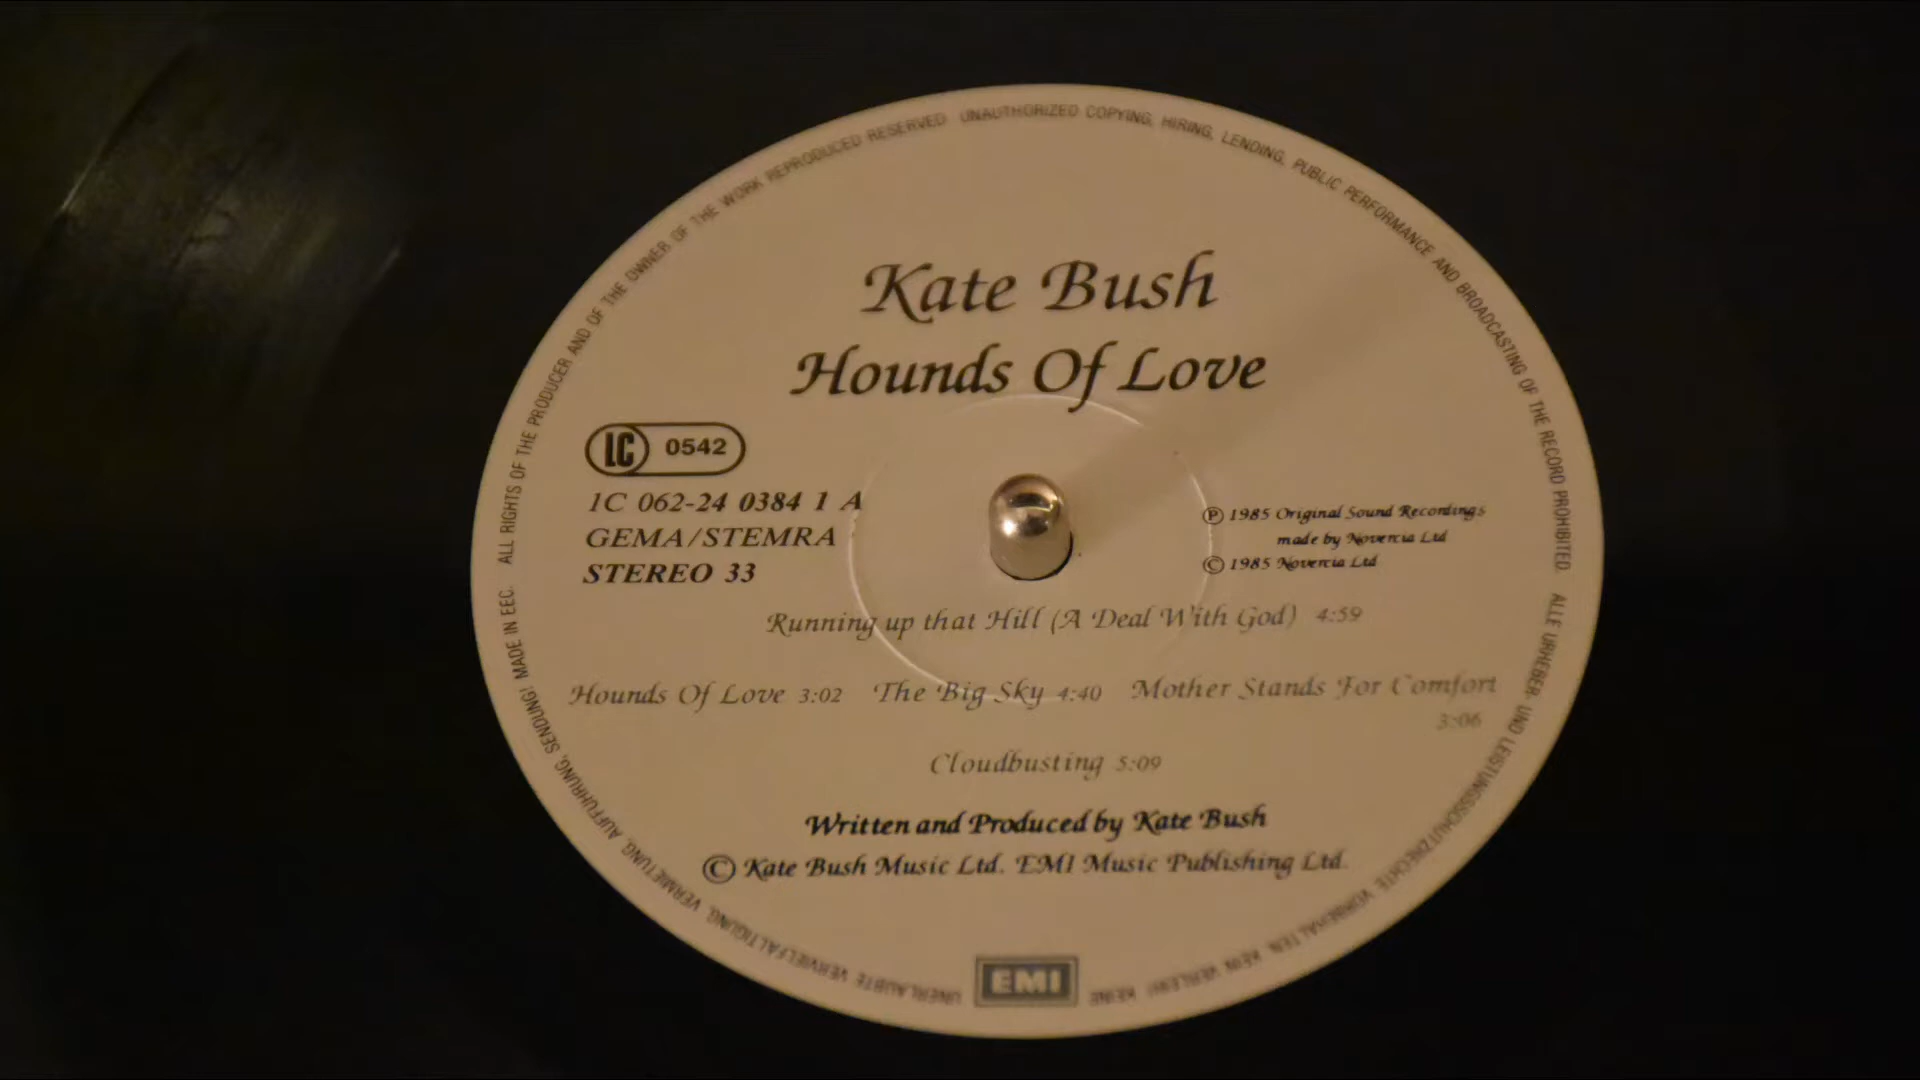 ALL RIGHTS OF THE PRODUCER AND OF THE OWNER OF THE WORK REPRODUCED RESERVED UNAUTHORIZED COPYING, HIRING, LENDING, PUBLIC PERFORMANCE AND BROADCASTING OF THE RECORD PROHIBITED.
Kate Bush
Hounds Of Love
LC 0542
1C 062-24 0384 1 A
GEMA/STEMRA
STEREO 33
℗ 1985 Original Sound Recordings
made by Novercia Ltd
© 1985 Novercia Ltd.
Running up that Hill (A Deal With God) 4:59
Hounds Of Love 3:02 The Big Sky 4:40 Mother Stands For Comfort
3:06
Cloudbusting 5:09
Written and Produced by Kate Bush
© Kate Bush Music Ltd. EMI Music Publishing Ltd.
EMI
ALLE URHEBER- UND LEISTUNGSSCHUTZRECHTE VORBEHALTEN. KEIN VERLEIH! KEINE
UNERLAUBTE VERVIELFÄLTIGUNG, VERMIETUNG, AUFFÜHRUNG, SENDUNG! MADE IN EEC.